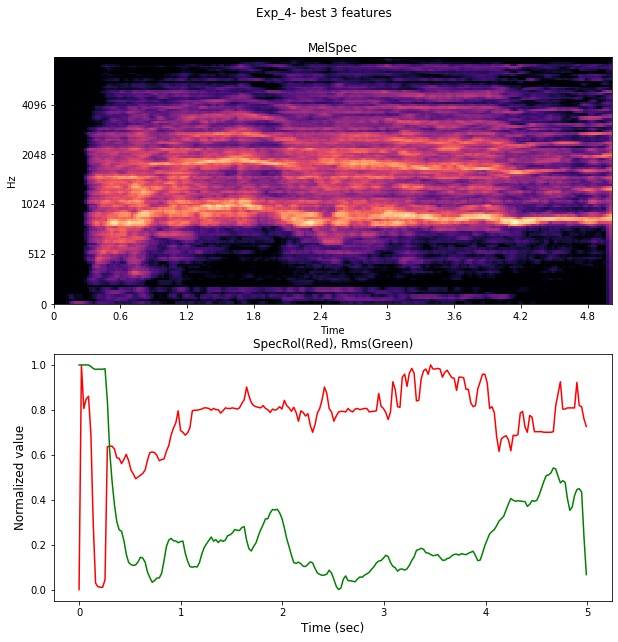 Exp_4- best 3 features
MelSpec
4096
2048
1024
512
0
Hz
0 0.6 1.2 1.8 2.4 3 3.6 4.2 4.8
Time
SpecRol(Red), Rms(Green)
1.0
0.8
0.6
0.4
0.2
0.0
Normalized value
0 1 2 3 4 5
Time (sec)